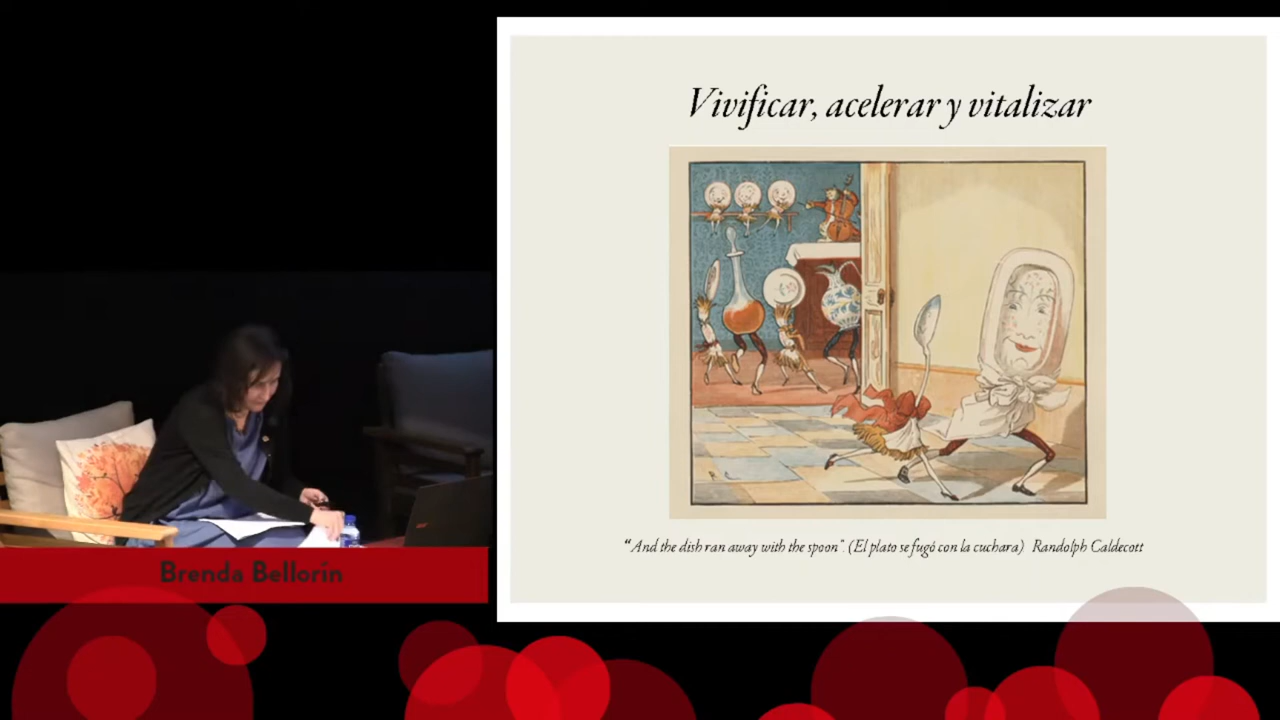 Vivificar, acelerar y vitalizar
“And the dish ran away with the spoon”. (El plato se fugó con la cuchara) Randolph Caldecott
Brenda Bellorín